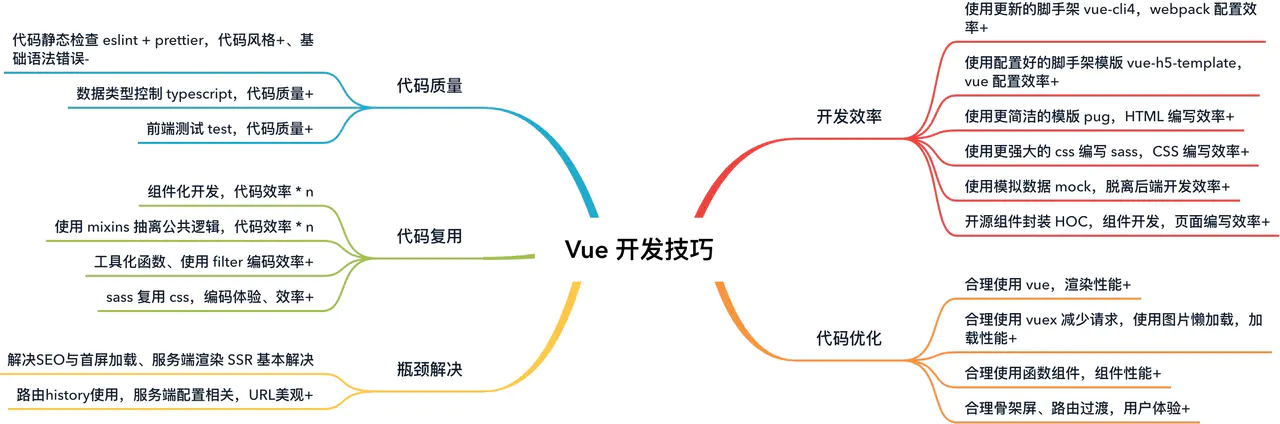 Vue 开发技巧
代码质量
代码静态检查 eslint + prettier，代码风格+、基
础语法错误-
数据类型控制 typescript，代码质量+
前端测试 test，代码质量+
代码复用
组件化开发，代码效率 * n
使用 mixins 抽离公共逻辑，代码效率 * n
工具化函数、使用 filter 编码效率+
sass 复用 css，编码体验、效率+
瓶颈解决
解决SEO与首屏加载、服务端渲染 SSR 基本解决
路由history使用，服务端配置相关，URL美观+
开发效率
使用更新的脚手架 vue-cli4，webpack 配置效
率+
使用配置好的脚手架模版 vue-h5-template，
vue 配置效率+
使用更简洁的模版 pug，HTML 编写效率+
使用更强大的 css 编写 sass，CSS 编写效率+
使用模拟数据 mock，脱离后端开发效率+
开源组件封装 HOC，组件开发，页面编写效率+
代码优化
合理使用 vue，渲染性能+
合理使用 vuex 减少请求，使用图片懒加载，加
载性能+
合理使用函数组件，组件性能+
合理骨架屏、路由过渡，用户体验+